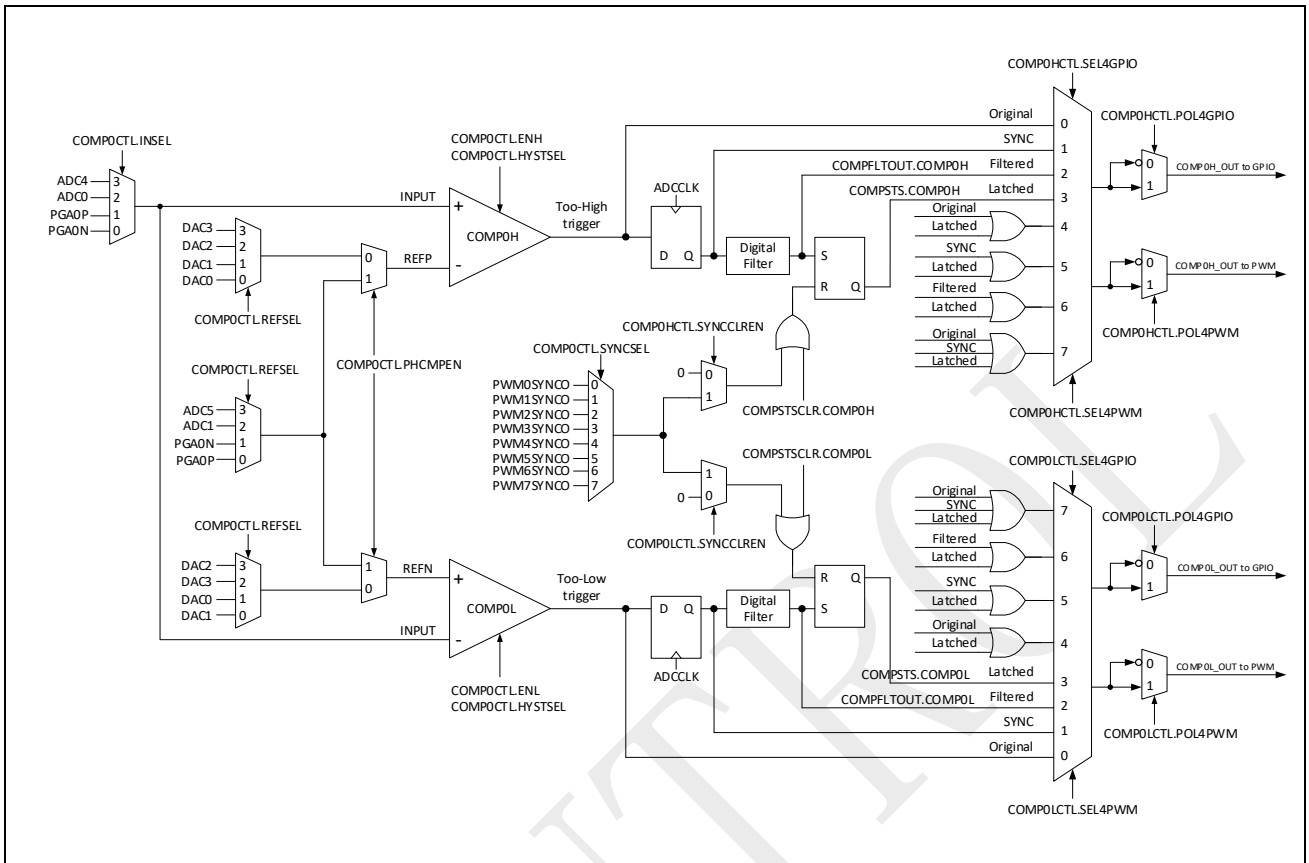 COMP0HCTL.SEL4GPIO
COMP0HCTL.POL4GPIO
Original
0
COMP0CTL.INSEL
COMP0CTL.ENH
COMP0CTL.HYSTSEL
SYNC
1
COMPFLTOUT.COMP0H
Filtered
2
0
1
COMP0H_OUT to GPIO
ADC4
3
ADC0
2
PGA0P
1
PGA0N
0
INPUT
+
COMP0H
-
Too-High
trigger
ADCCLK
D Q
Digital
Filter
S
R
Q
COMPSTS.COMP0H
Latched
3
Original
Latched
4
SYNC
Latched
5
Filtered
Latched
6
Original
SYNC
Latched
7
0
1
COMP0H_OUT to PWM
COMP0HCTL.POL4PWM
COMP0HCTL.SEL4PWM
DAC3
3
DAC2
2
DAC1
1
DAC0
0
0
1
REFP
COMP0CTL.REFSEL
COMP0HCTL.SYNCCLREN
COMP0CTL.SYNCSEL
COMP0CTL.PHCMPEN
COMP0CTL.REFSEL
0
0
1
PWM0SYNCO
0
PWM1SYNCO
1
PWM2SYNCO
2
PWM3SYNCO
3
PWM4SYNCO
4
PWM5SYNCO
5
PWM6SYNCO
6
PWM7SYNCO
7
COMPSTSCLR.COMP0H
ADC5
3
ADC1
2
PGA0N
1
PGA0P
0
COMPSTSCLR.COMP0L
1
0
0
COMP0LCTL.SYNCCLREN
COMP0LCTL.SEL4GPIO
COMP0LCTL.POL4GPIO
COMP0CTL.REFSEL
DAC2
3
DAC3
2
DAC0
1
DAC1
0
1
0
REFN
+
COMP0L
INPUT
-
Too-Low
trigger
D Q
ADCCLK
Digital
Filter
R
Q
S
Original
SYNC
Latched
7
Filtered
Latched
6
SYNC
Latched
5
Original
Latched
4
0
1
COMP0L_OUT to GPIO
COMPSTS.COMP0L
Latched
3
COMPFLTOUT.COMP0L
Filtered
2
SYNC
1
Original
0
0
1
COMP0L_OUT to PWM
COMP0LCTL.POL4PWM
COMP0CTL.ENL
COMP0CTL.HYSTSEL
COMP0LCTL.SEL4PWM